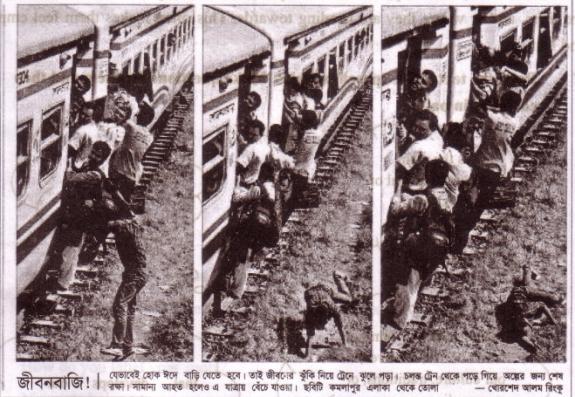 জীবনবাজি!
যেভাবেই হোক ঈদে বাড়ি যেতে হবে। তাই জীবনের ঝুঁকি নিয়ে ট্রেনে ঝুলে পড়া। চলন্ত ট্রেন থেকে পড়ে গিয়ে অল্পের জন্য শেষ
রক্ষা। সামান্য আহত হলেও এ যাত্রায় বেঁচে যাওয়া। ছবিটি কমলাপুর এলাকা থেকে তোলা — খোরশেদ আলম রিংকু